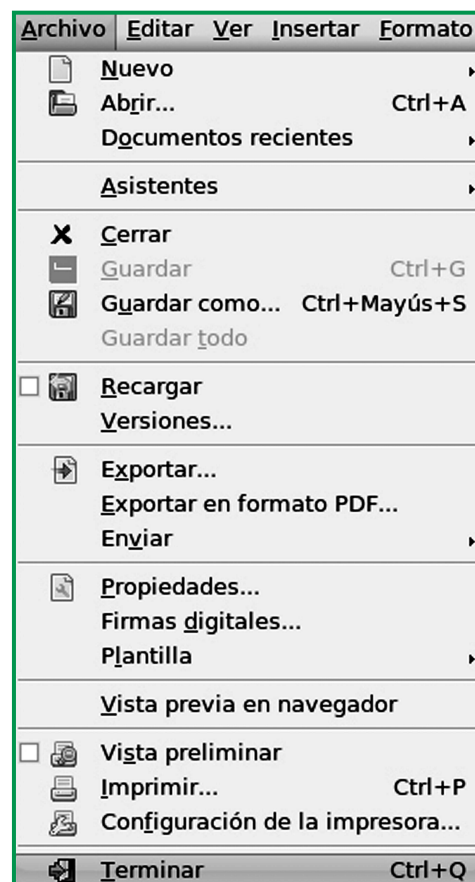 Archivo Editar Ver Insertar Formato
Nuevo
Abrir... Ctrl+A
Documentos recientes
Asistentes
Cerrar
Guardar Ctrl+G
Guardar como... Ctrl+Mayús+S
Guardar todo
Recargar
Versiones...
Exportar...
Exportar en formato PDF...
Enviar
Propiedades...
Firmas digitales...
Plantilla
Vista previa en navegador
Vista preliminar
Imprimir... Ctrl+P
Configuración de la impresora...
Terminar Ctrl+Q